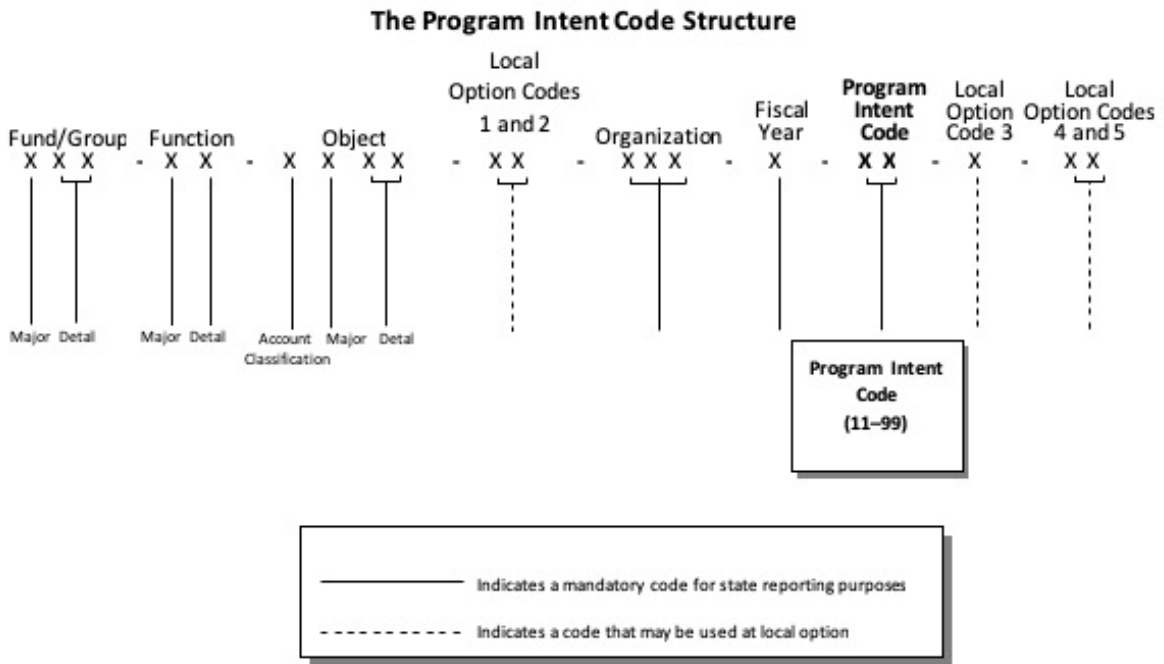 The Program Intent Code Structure
Local
Option Codes
1 and 2
Program
Intent
Code
Local
Option
Code 3
Local
Option Codes
4 and 5
Fiscal
Year
Fund/Group - Function - Object
Organization
X X X - X X - X X X X - X X - X X X - X - X X - X - X X
Major Detal Major Detal Account Classification Major Detal
Program Intent
Code
(11–99)
Indicates a mandatory code for state reporting purposes
Indicates a code that may be used at local option